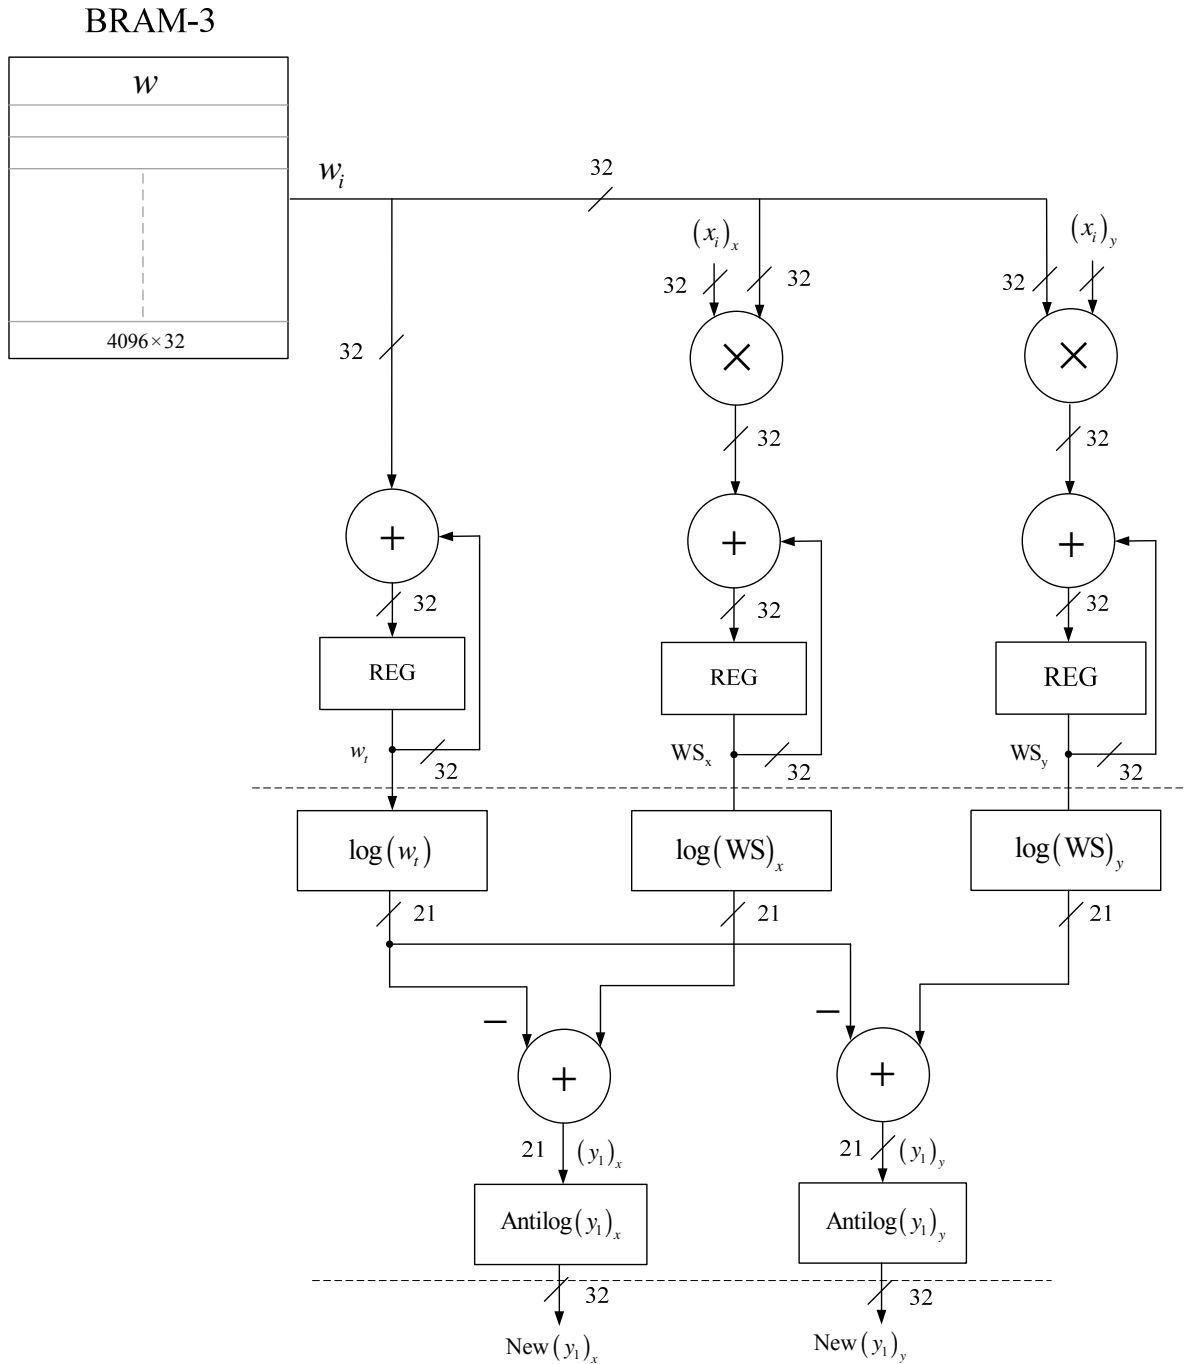 BRAM-3
w
w_i
32
(x_i)_x
(x_i)_y
32
32
32
4096×32
32
×
×
32
32
+
+
+
32
32
32
REG
REG
REG
w_t
32
WS_x
32
WS_y
32
log(w_t)
log(WS)_x
log(WS)_y
21
21
21
−
−
+
+
21
(y_1)_x
21
(y_1)_y
Antilog(y_1)_x
Antilog(y_1)_y
32
32
New(y_1)_x
New(y_1)_y